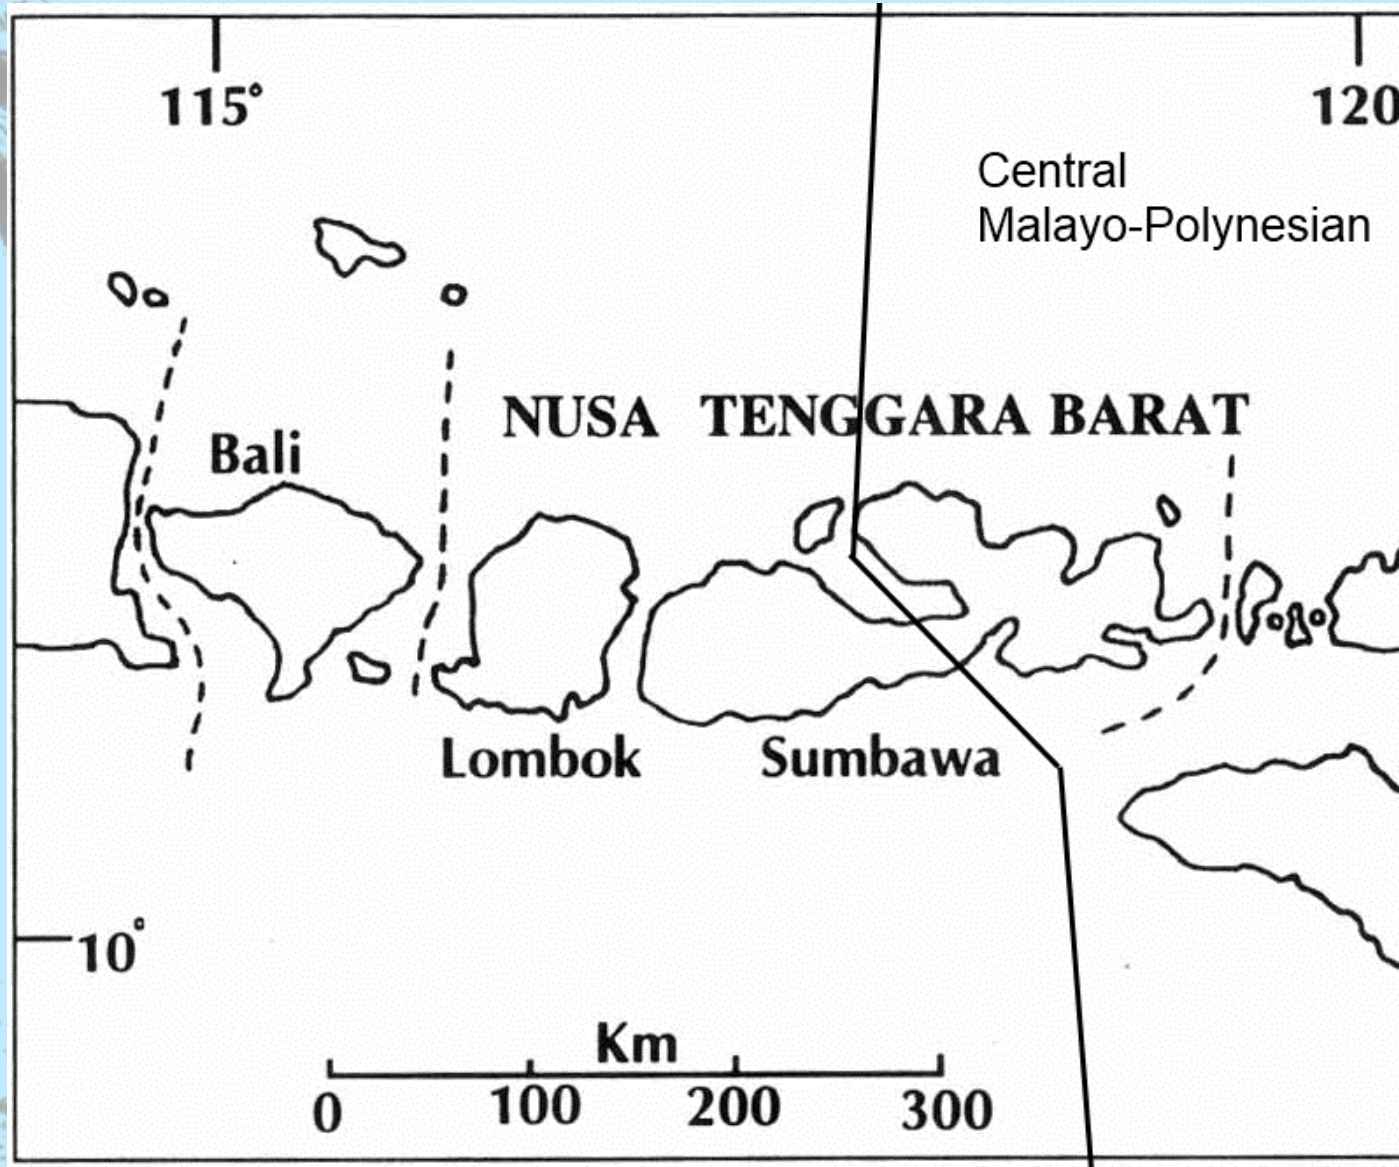 115°
120
Central
Malayo-Polynesian
NUSA TENGGARA BARAT
Bali
Lombok
Sumbawa
10°
Km
0 100 200 300